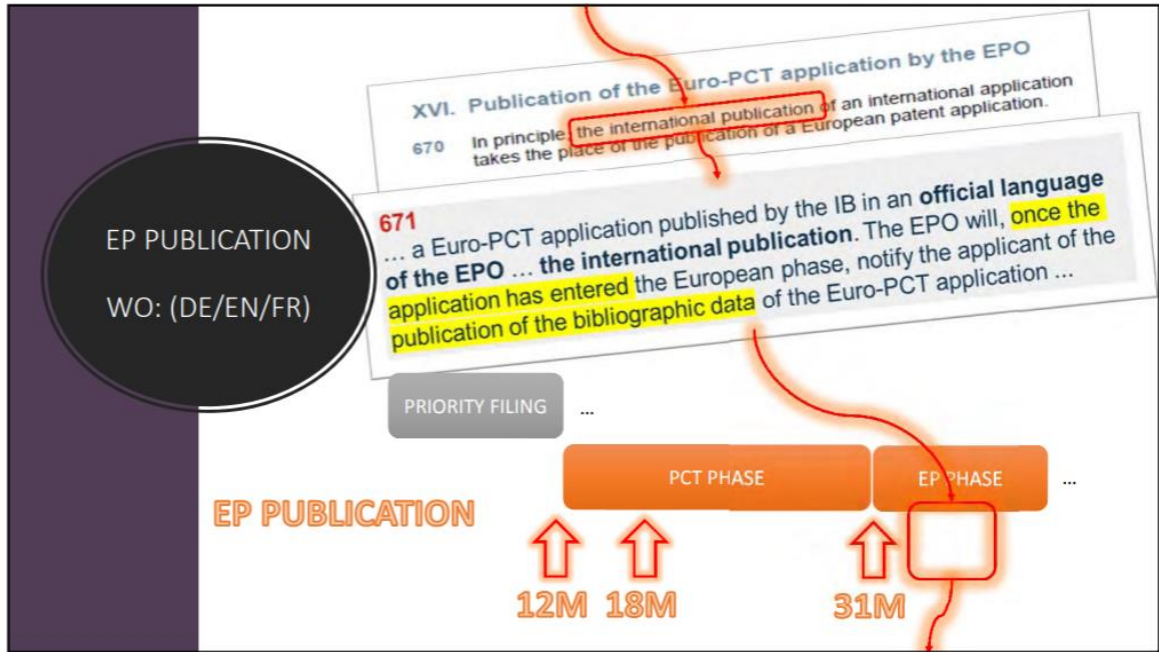 XVI. Publication of the Euro-PCT application by the EPO
670 In principle, the international publication of an international application
takes the place of the publication of a European patent application.
EP PUBLICATION
WO: (DE/EN/FR)
671
... a Euro-PCT application published by the IB in an official language
of the EPO ... the international publication. The EPO will, once the
application has entered the European phase, notify the applicant of the
publication of the bibliographic data of the Euro-PCT application ...
PRIORITY FILING ...
PCT PHASE EP PHASE ...
EP PUBLICATION
12M 18M 31M